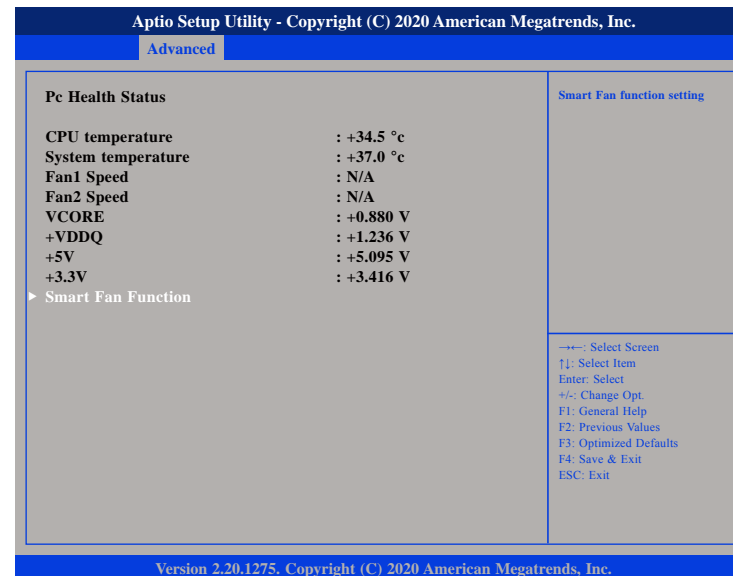 Aptio Setup Utility - Copyright (C) 2020 American Megatrends, Inc.
Advanced
Pc Health Status
CPU temperature : +34.5 °c
System temperature : +37.0 °c
Fan1 Speed : N/A
Fan2 Speed : N/A
VCORE : +0.880 V
+VDDQ : +1.236 V
+5V : +5.095 V
+3.3V : +3.416 V
▶ Smart Fan Function
Smart Fan function setting
→←: Select Screen
↑↓: Select Item
Enter: Select
+/-: Change Opt.
F1: General Help
F2: Previous Values
F3: Optimized Defaults
F4: Save & Exit
ESC: Exit
Version 2.20.1275. Copyright (C) 2020 American Megatrends, Inc.